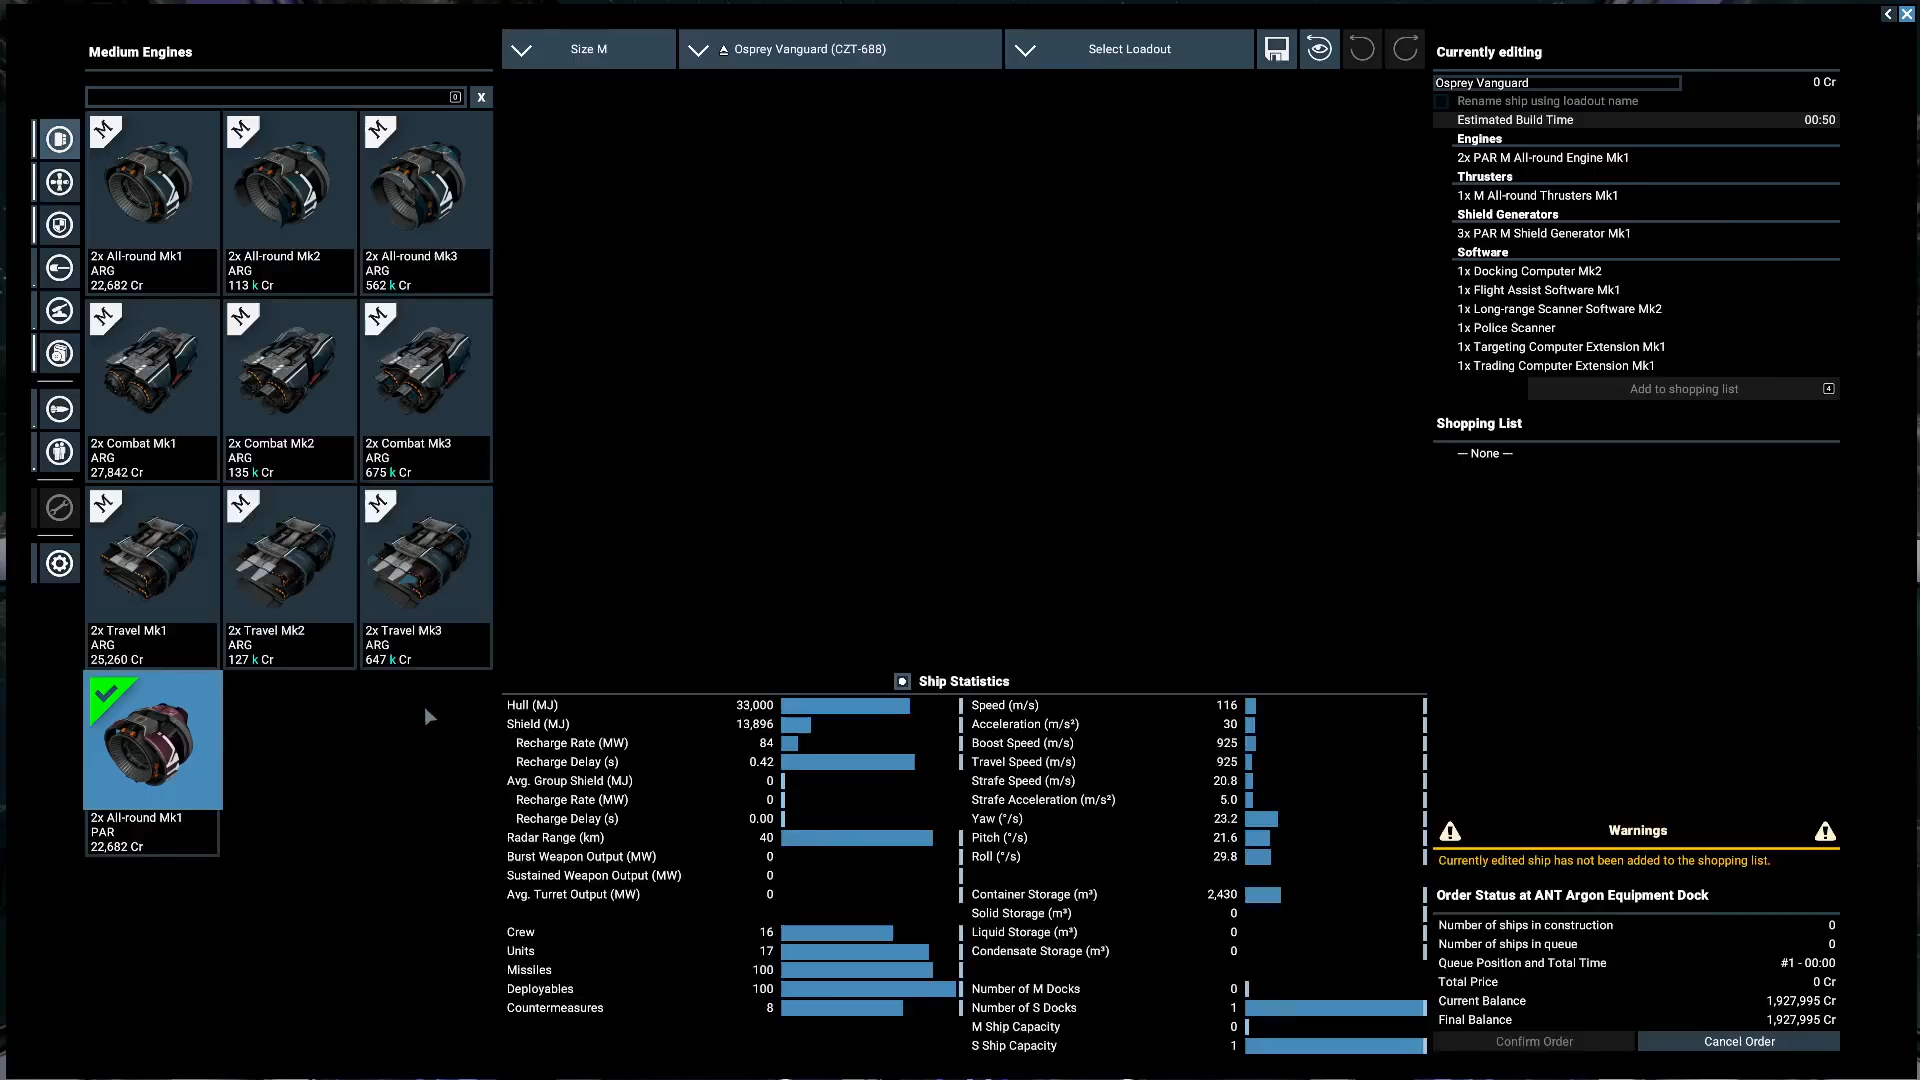 Medium Engines
0
X
M
M
M
2x All-round Mk1
ARG
22,682 Cr
2x All-round Mk2
ARG
113 k Cr
2x All-round Mk3
ARG
562 k Cr
M
M
M
2x Combat Mk1
ARG
27,842 Cr
2x Combat Mk2
ARG
135 k Cr
2x Combat Mk3
ARG
675 k Cr
M
M
M
2x Travel Mk1
ARG
25,260 Cr
2x Travel Mk2
ARG
127 k Cr
2x Travel Mk3
ARG
647 k Cr
2x All-round Mk1
PAR
22,682 Cr
Size M
Osprey Vanguard (CZT-688)
Select Loadout
Ship Statistics
Hull (MJ) 33,000
Shield (MJ) 13,896
Recharge Rate (MW) 84
Recharge Delay (s) 0.42
Avg. Group Shield (MJ) 0
Recharge Rate (MW) 0
Recharge Delay (s) 0.00
Radar Range (km) 40
Burst Weapon Output (MW) 0
Sustained Weapon Output (MW) 0
Avg. Turret Output (MW) 0
Crew 16
Units 17
Missiles 100
Deployables 100
Countermeasures 8
Speed (m/s) 116
Acceleration (m/s²) 30
Boost Speed (m/s) 925
Travel Speed (m/s) 925
Strafe Speed (m/s) 20.8
Strafe Acceleration (m/s²) 5.0
Yaw (°/s) 23.2
Pitch (°/s) 21.6
Roll (°/s) 29.8
Container Storage (m³) 2,430
Solid Storage (m³) 0
Liquid Storage (m³) 0
Condensate Storage (m³) 0
Number of M Docks 0
Number of S Docks 1
M Ship Capacity 0
S Ship Capacity 1
Currently editing
Osprey Vanguard 0 Cr
Rename ship using loadout name
Estimated Build Time 00:50
Engines
2x PAR M All-round Engine Mk1
Thrusters
1x M All-round Thrusters Mk1
Shield Generators
3x PAR M Shield Generator Mk1
Software
1x Docking Computer Mk2
1x Flight Assist Software Mk1
1x Long-range Scanner Software Mk2
1x Police Scanner
1x Targeting Computer Extension Mk1
1x Trading Computer Extension Mk1
Add to shopping list 4
Shopping List
— None —
Warnings
Currently edited ship has not been added to the shopping list.
Order Status at ANT Argon Equipment Dock
Number of ships in construction 0
Number of ships in queue 0
Queue Position and Total Time #1 - 00:00
Total Price 0 Cr
Current Balance 1,927,995 Cr
Final Balance 1,927,995 Cr
Confirm Order
Cancel Order